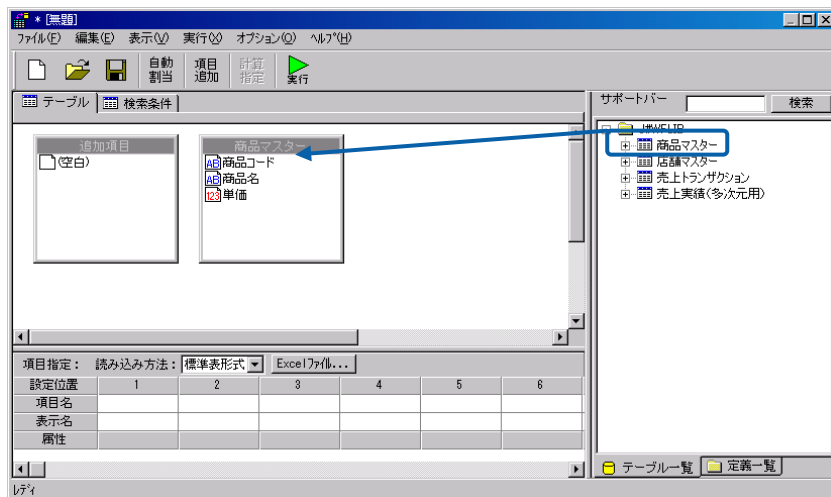 * [無題]
ファイル(F) 編集(E) 表示(V) 実行(X) オプション(O) ヘルプ(H)
自動割当 項目追加 計算指定 実行
テーブル 検索条件
サポートバー 検索
追加項目
(空白)
商品マスター
AB 商品コード
AB 商品名
123 単価
商品マスター
店舗マスター
売上トランザクション
売上実績(多次元用)
項目指定: 読み込み方法: 標準表形式 Excelファイル...
設定位置 1 2 3 4 5 6
項目名
表示名
属性
テーブル一覧 定義一覧
レディ